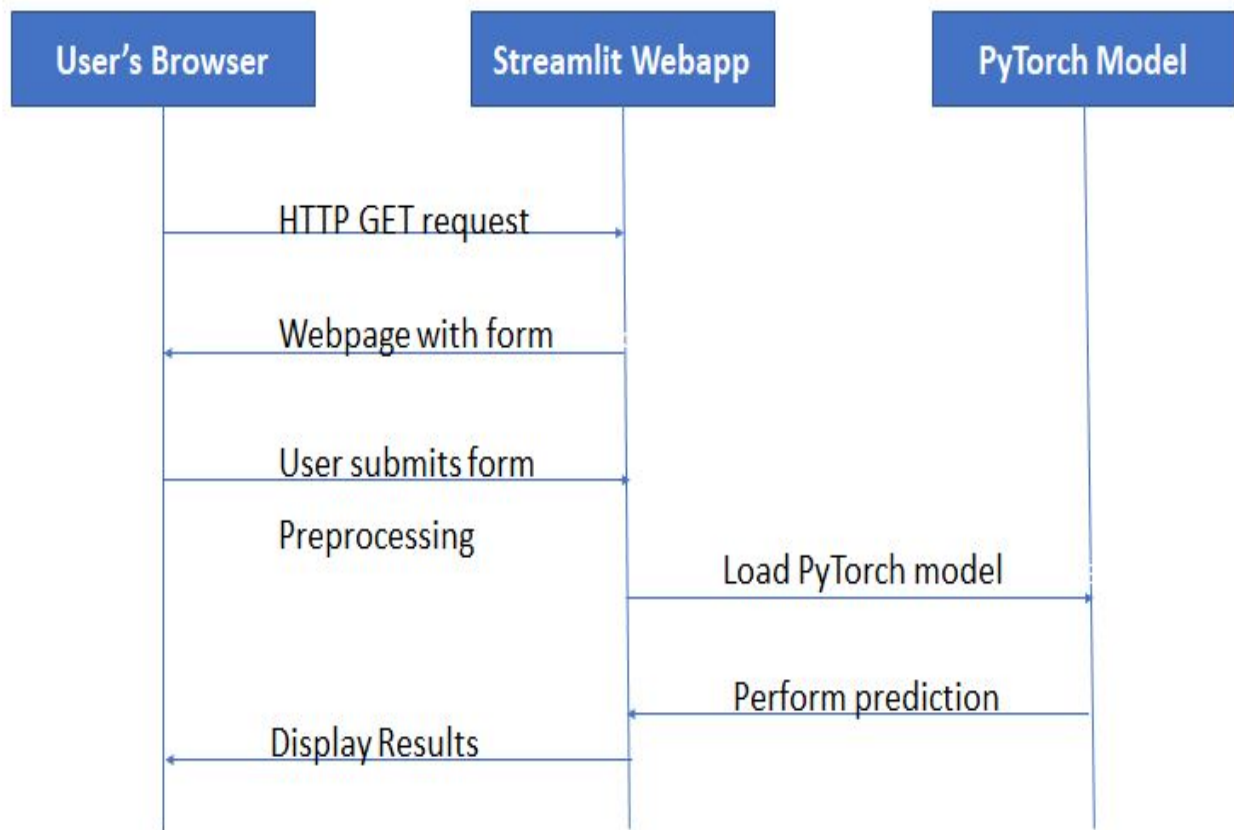 User's Browser
Streamlit Webapp
PyTorch Model
HTTP GET request
Webpage with form
User submits form
Preprocessing
Load PyTorch model
Perform prediction
Display Results